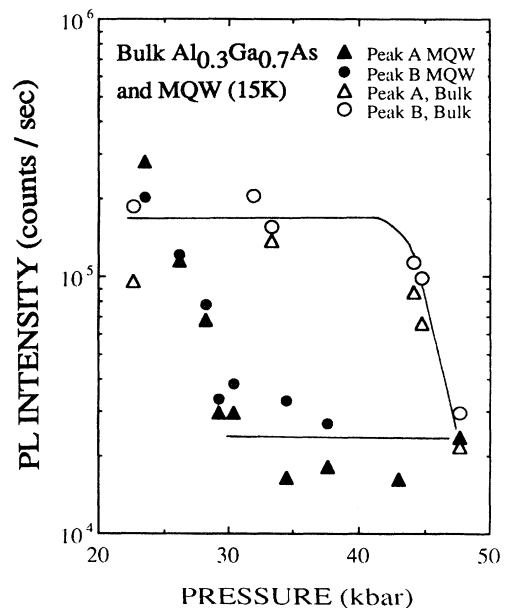 10^6
Bulk Al0.3Ga0.7As
and MQW (15K)
Peak A MQW
Peak B MQW
Peak A, Bulk
Peak B, Bulk
PL INTENSITY (counts / sec)
10^5
10^4
20 30 40 50
PRESSURE (kbar)